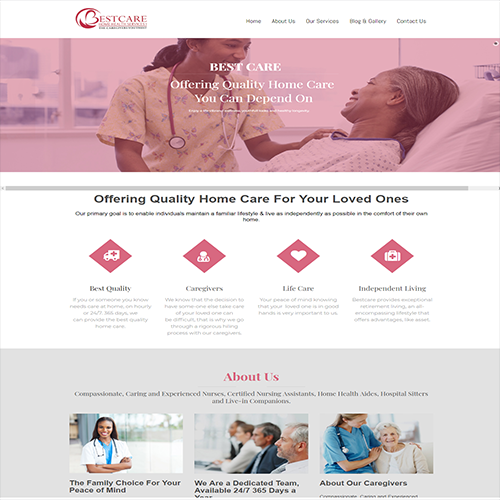 BESTCARE
HOME HEALTH SERVICES
Home About Us Our Services Blog & Gallery Contact Us
BEST CARE
Offering Quality Home Care
You Can Depend On
Offering Quality Home Care For Your Loved Ones
Our primary goal is to enable individuals maintain a familiar lifestyle & live as independently as possible in the comfort of their own
home
Best Quality
If you or someone you know
needs care at home, on hourly
or 24/7 365 days, we
can provide the best quality
home care.
Caregivers
We know that the decision to
have some one else take care
of your loved one can
be difficult, that is why we go
through a rigorous hiring
process with our caregivers.
Life Care
Your peace of mind knowing
that your loved one is in good
hands is very important to us.
Independent Living
Bestcare provides exceptional
retirement living, an all-
encompassing lifestyle that
offers advantages, like asset.
About Us
Compassionate, Caring and Experienced Nurses, Certified Nursing Assistants, Home Health Aides, Hospital Sitters
and Live-in Companions.
The Family Choice For Your
Peace of Mind
We Are a Dedicated Team,
Available 24/7 365 Days a
Year
About Our Caregivers
Compassionate, Caring and Experienced